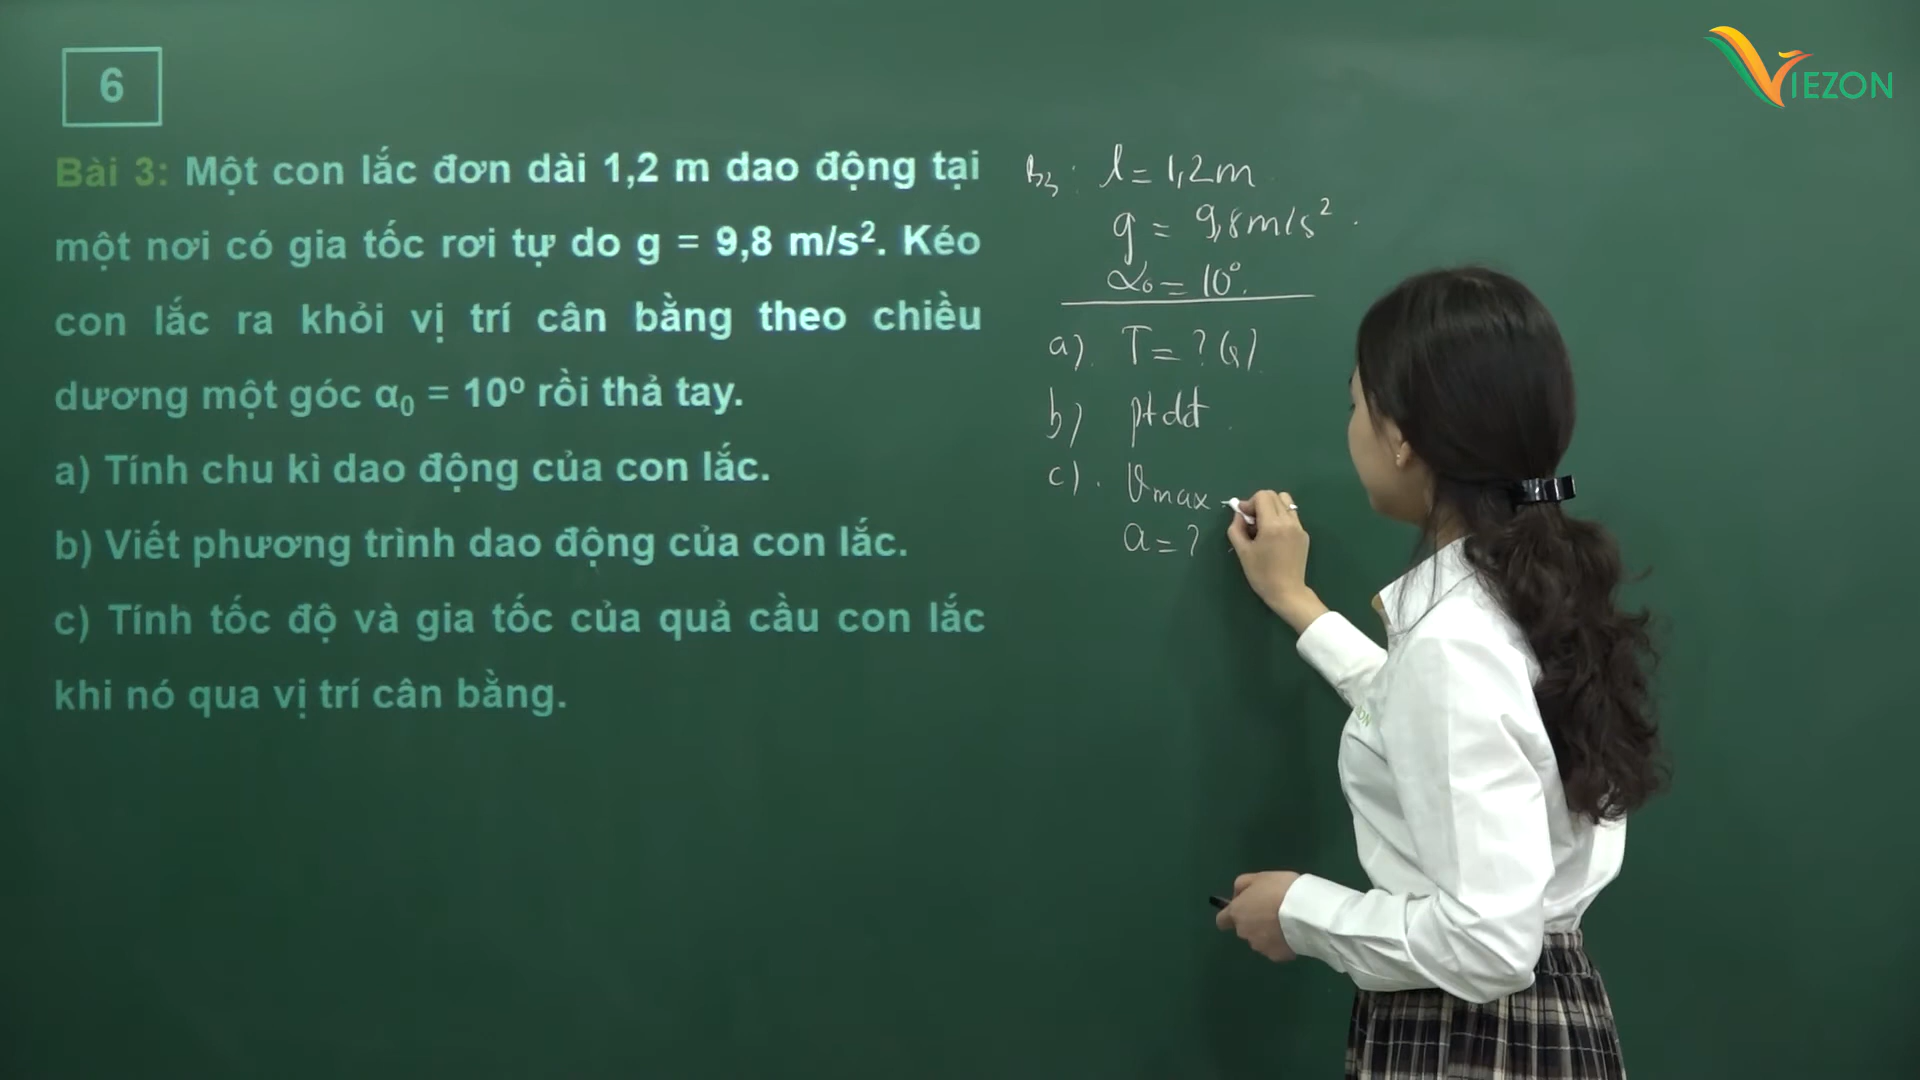 6
VIEZON
Bài 3: Một con lắc đơn dài 1,2 m dao động tại
một nơi có gia tốc rơi tự do g = 9,8 m/s². Kéo
con lắc ra khỏi vị trí cân bằng theo chiều
dương một góc α₀ = 10º rồi thả tay.
a) Tính chu kì dao động của con lắc.
b) Viết phương trình dao động của con lắc.
c) Tính tốc độ và gia tốc của quả cầu con lắc
khi nó qua vị trí cân bằng.
B3: l = 1,2m
g = 9,8m/s².
α₀ = 10°.
a). T = ? (s).
b) ptdđ.
c). vmax =
a = ?